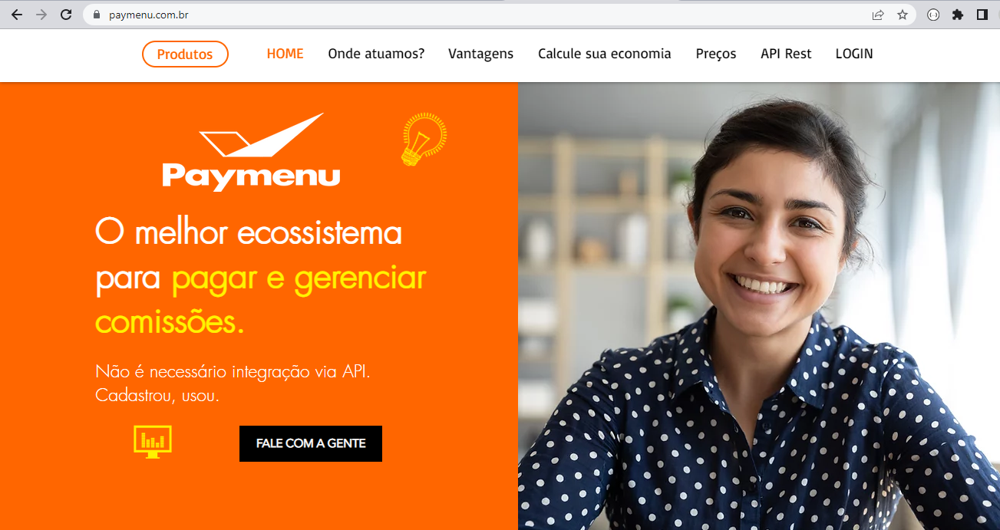 paymenu.com.br
Produtos HOME Onde atuamos? Vantagens Calcule sua economia Preços API Rest LOGIN
Paymenu
O melhor ecossistema
para pagar e gerenciar
comissões.
Não é necessário integração via API.
Cadastrou, usou.
FALE COM A GENTE